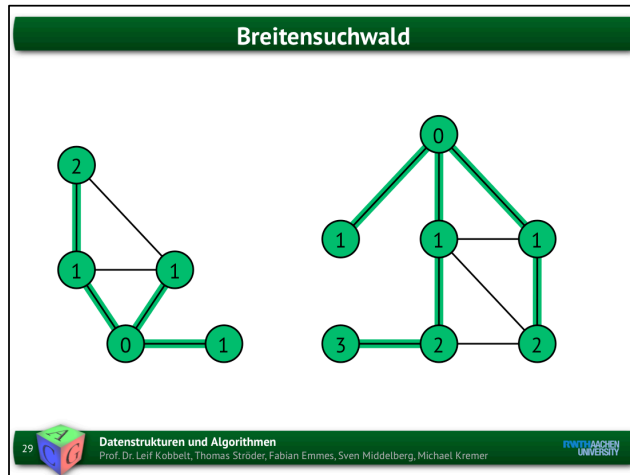 Breitensuchwald
0
2
1
1
1
1
1
0
1
3
2
2
29
A
C
G
Datenstrukturen und Algorithmen
Prof. Dr. Leif Kobbelt, Thomas Ströder, Fabian Emmes, Sven Middelberg, Michael Kremer
RWTHAACHEN
UNIVERSITY